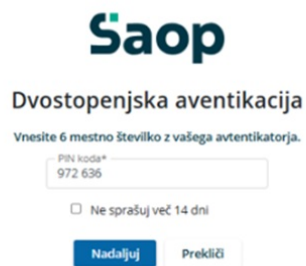 Saop
Dvostopenjska aventikacija
Vnesite 6 mestno številko z vašega avtentikatorja.
PIN koda*
972 636
Ne sprašuj več 14 dni
Nadaljuj Prekliči